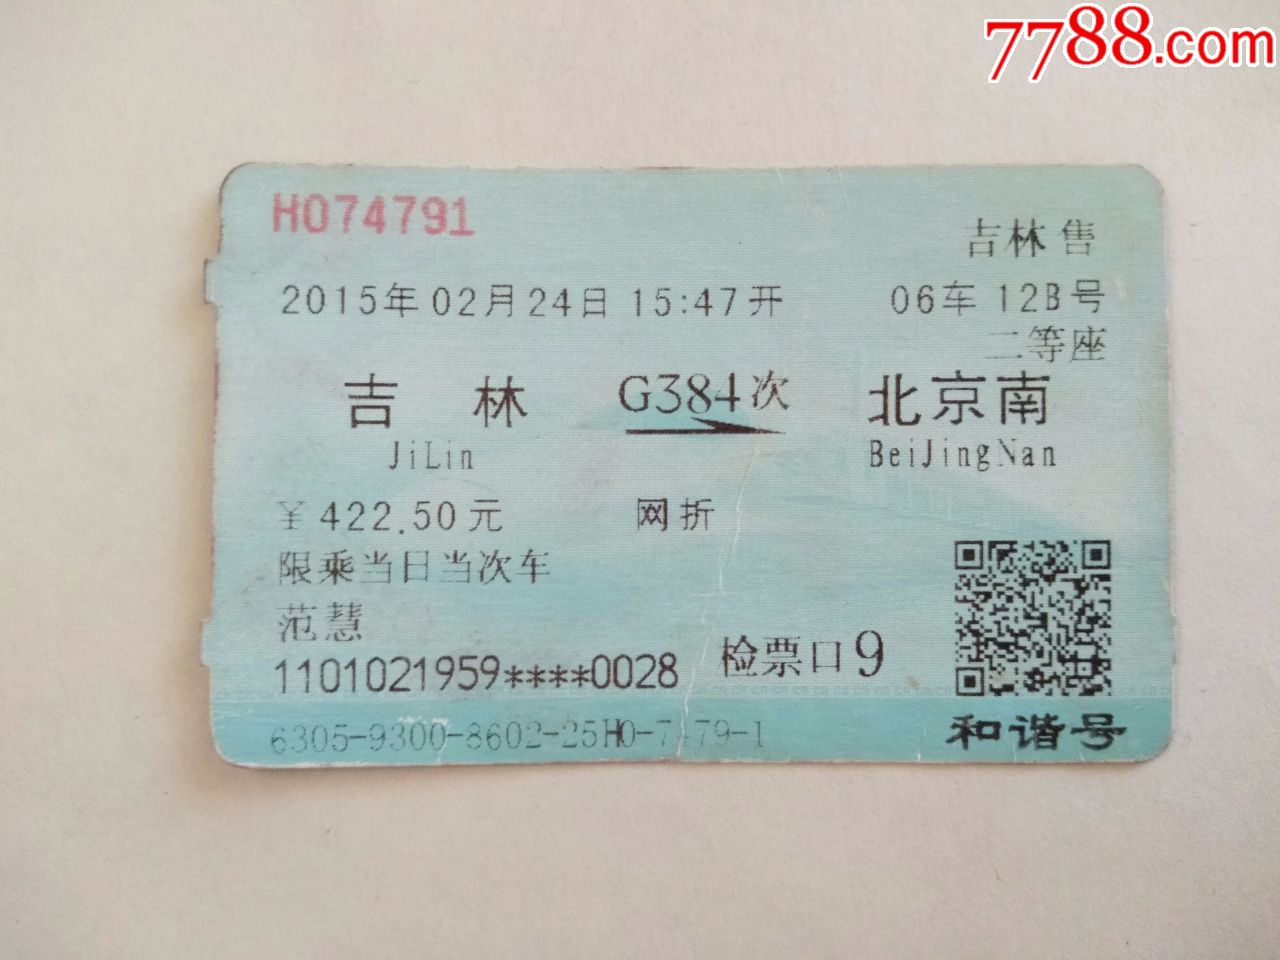 7788.com
H074791
吉林售
2015年02月24日 15:47开 06车 12B号
二等座
吉林 G384次 北京南
JiLin BeiJingNan
￥422.50元 网折
限乘当日当次车
范慧
1101021959****0028 检票口9
6305-9300-8602-25H0-7479-1 和谐号